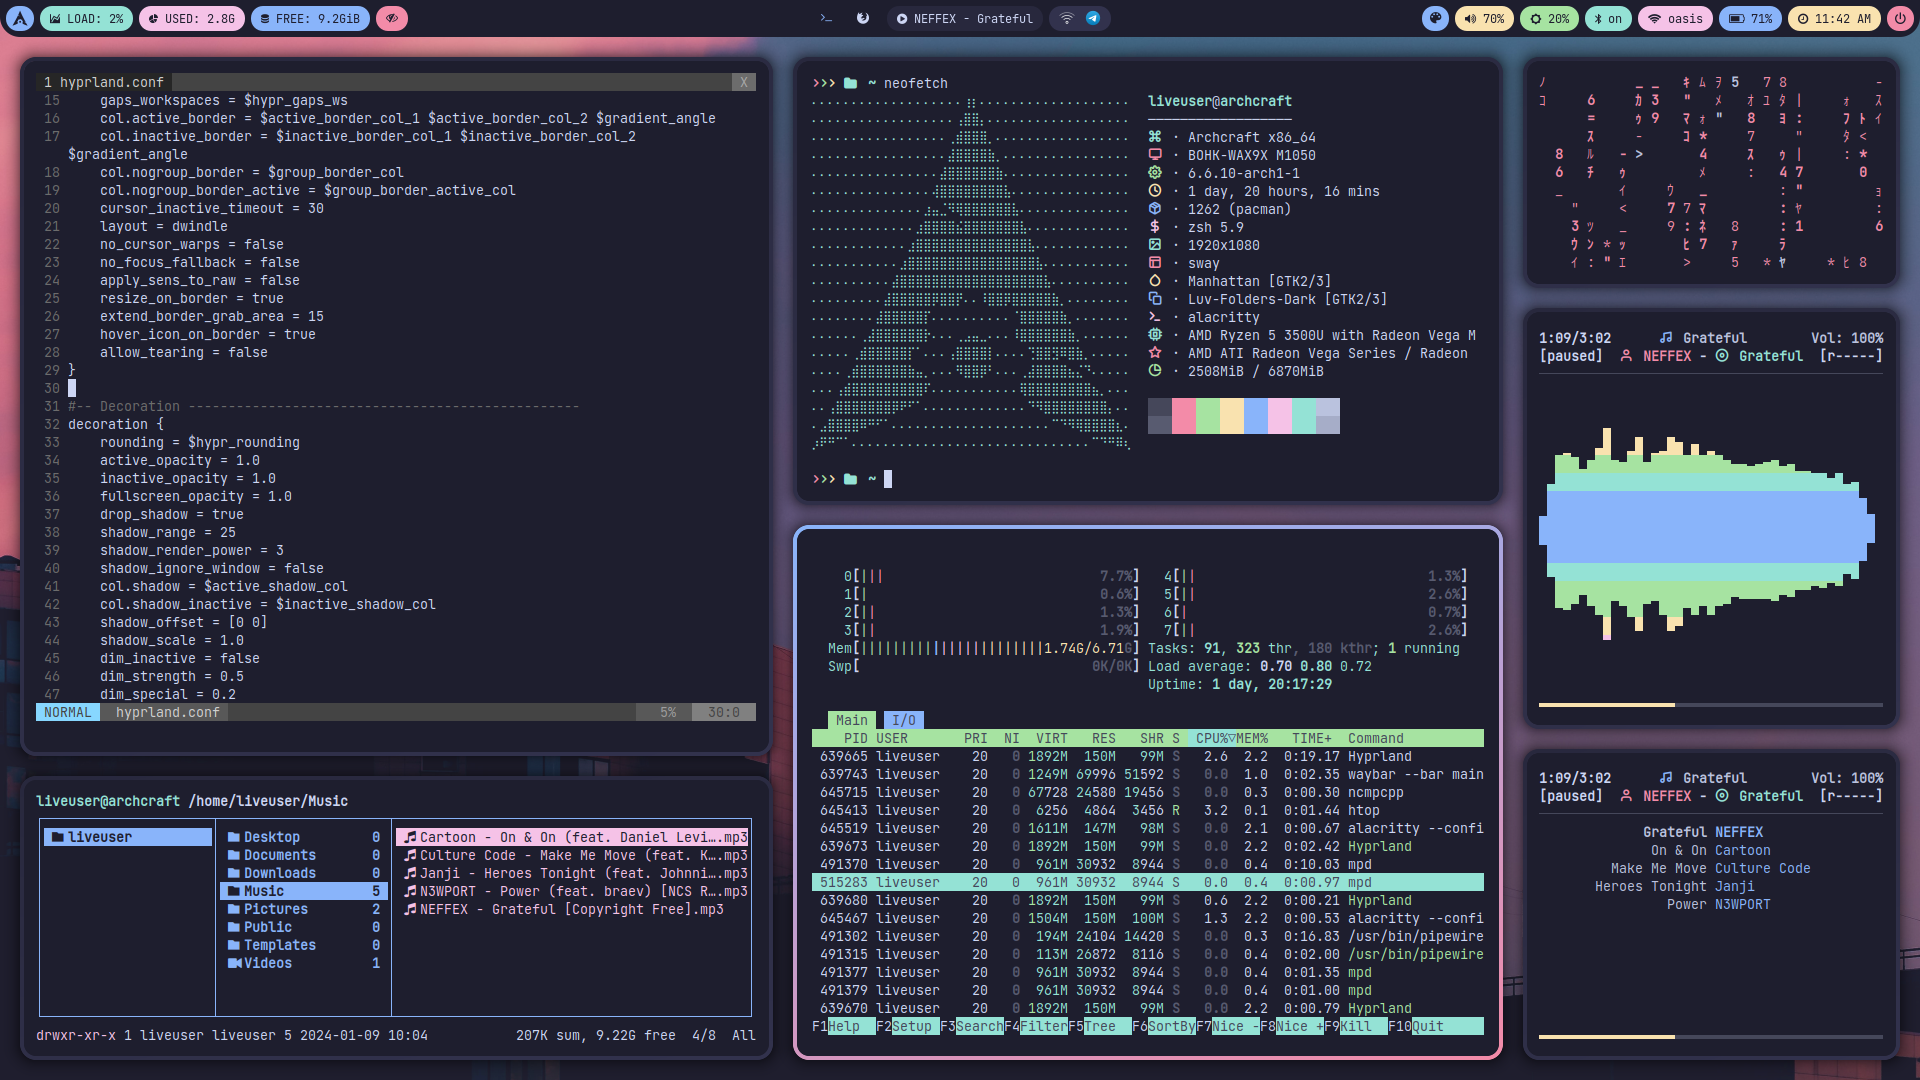 LOAD: 2% USED: 2.8G FREE: 9.2GiB
NEFFEX - Grateful
70% 20% on oasis 71% 11:42 AM
1 hyprland.conf X
15 gaps_workspaces = $hypr_gaps_ws
16 col.active_border = $active_border_col_1 $active_border_col_2 $gradient_angle
17 col.inactive_border = $inactive_border_col_1 $inactive_border_col_2
$gradient_angle
18 col.nogroup_border = $group_border_col
19 col.nogroup_border_active = $group_border_active_col
20 cursor_inactive_timeout = 30
21 layout = dwindle
22 no_cursor_warps = false
23 no_focus_fallback = false
24 apply_sens_to_raw = false
25 resize_on_border = true
26 extend_border_grab_area = 15
27 hover_icon_on_border = true
28 allow_tearing = false
29 }
30
31 #-- Decoration -------------------------------------------------
32 decoration {
33 rounding = $hypr_rounding
34 active_opacity = 1.0
35 inactive_opacity = 1.0
36 fullscreen_opacity = 1.0
37 drop_shadow = true
38 shadow_range = 25
39 shadow_render_power = 3
40 shadow_ignore_window = false
41 col.shadow = $active_shadow_col
42 col.shadow_inactive = $inactive_shadow_col
43 shadow_offset = [0 0]
44 shadow_scale = 1.0
45 dim_inactive = false
46 dim_strength = 0.5
47 dim_special = 0.2
NORMAL hyprland.conf 5% 30:0
liveuser@archcraft /home/liveuser/Music
liveuser
Desktop 0
Documents 0
Downloads 0
Music 5
Pictures 2
Public 0
Templates 0
Videos 1
Cartoon - On & On (feat. Daniel Levi….mp3
Culture Code - Make Me Move (feat. K….mp3
Janji - Heroes Tonight (feat. Johnni….mp3
N3WPORT - Power (feat. braev) [NCS R….mp3
NEFFEX - Grateful [Copyright Free].mp3
drwxr-xr-x 1 liveuser liveuser 5 2024-01-09 10:04 207K sum, 9.22G free 4/8 All
~ neofetch
liveuser@archcraft
· Archcraft x86_64
· BOHK-WAX9X M1050
· 6.6.10-arch1-1
· 1 day, 20 hours, 16 mins
· 1262 (pacman)
· zsh 5.9
· 1920x1080
· sway
· Manhattan [GTK2/3]
· Luv-Folders-Dark [GTK2/3]
· alacritty
· AMD Ryzen 5 3500U with Radeon Vega M
· AMD ATI Radeon Vega Series / Radeon
· 2508MiB / 6870MiB
~
0[||| 7.7%] 4[|| 1.3%]
1[| 0.6%] 5[|| 2.6%]
2[|| 1.3%] 6[| 0.7%]
3[|| 1.9%] 7[|| 2.6%]
Mem[|||||||||||||||||||||||1.74G/6.71G] Tasks: 91, 323 thr, 180 kthr; 1 running
Swp[ 0K/0K] Load average: 0.70 0.80 0.72
Uptime: 1 day, 20:17:29
Main I/O
PID USER PRI NI VIRT RES SHR S CPU%▽MEM% TIME+ Command
639665 liveuser 20 0 1892M 150M 99M S 2.6 2.2 0:19.17 Hyprland
639743 liveuser 20 0 1249M 69996 51592 S 0.0 1.0 0:02.35 waybar --bar main
645715 liveuser 20 0 67728 24580 19456 S 0.0 0.3 0:00.30 ncmpcpp
645413 liveuser 20 0 6256 4864 3456 R 3.2 0.1 0:01.44 htop
645519 liveuser 20 0 1611M 147M 98M S 0.0 2.1 0:00.67 alacritty --confi
639673 liveuser 20 0 1892M 150M 99M S 0.0 2.2 0:02.42 Hyprland
491370 liveuser 20 0 961M 30932 8944 S 0.0 0.4 0:10.03 mpd
515283 liveuser 20 0 961M 30932 8944 S 0.0 0.4 0:00.97 mpd
639680 liveuser 20 0 1892M 150M 99M S 0.6 2.2 0:00.21 Hyprland
645467 liveuser 20 0 1504M 150M 100M S 1.3 2.2 0:00.53 alacritty --confi
491302 liveuser 20 0 194M 24104 14420 S 0.0 0.3 0:16.83 /usr/bin/pipewire
491315 liveuser 20 0 113M 26872 8116 S 0.0 0.4 0:02.00 /usr/bin/pipewire
491377 liveuser 20 0 961M 30932 8944 S 0.0 0.4 0:01.35 mpd
491379 liveuser 20 0 961M 30932 8944 S 0.0 0.4 0:01.00 mpd
639670 liveuser 20 0 1892M 150M 99M S 0.0 2.2 0:00.79 Hyprland
F1Help F2Setup F3SearchF4FilterF5Tree F6SortByF7Nice -F8Nice +F9Kill F10Quit
1:09/3:02 Grateful Vol: 100%
[paused] NEFFEX - Grateful [r-----]
1:09/3:02 Grateful Vol: 100%
[paused] NEFFEX - Grateful [r-----]
Grateful NEFFEX
On & On Cartoon
Make Me Move Culture Code
Heroes Tonight Janji
Power N3WPORT